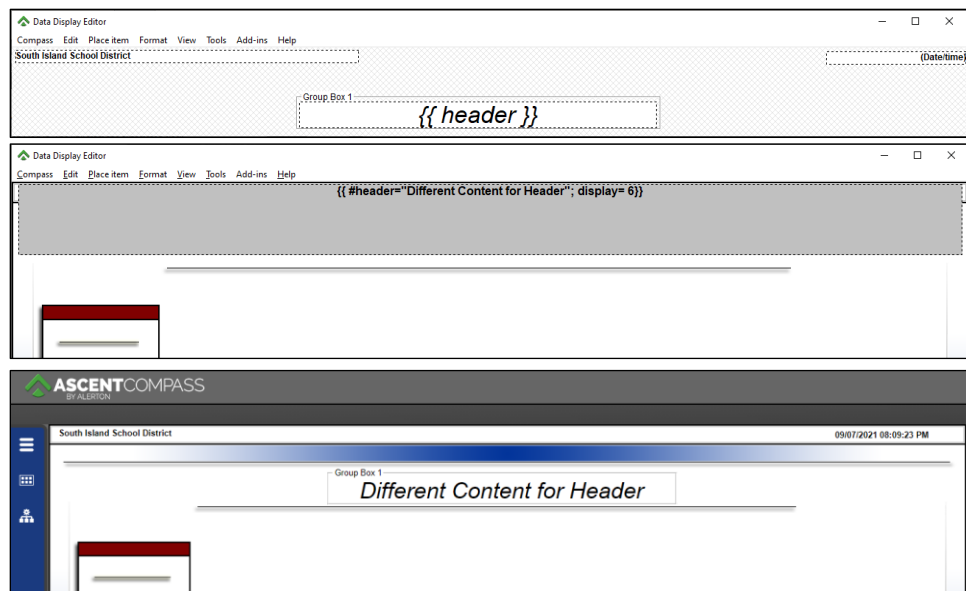 Data Display Editor
Compass Edit Place item Format View Tools Add-ins Help
South Island School District (Date/time)
Group Box 1
{{ header }}
Data Display Editor
Compass Edit Place item Format View Tools Add-ins Help
{{ #header="Different Content for Header"; display= 6}}
ASCENTCOMPASS
BY ALERTON
South Island School District 09/07/2021 08:09:23 PM
Group Box 1
Different Content for Header